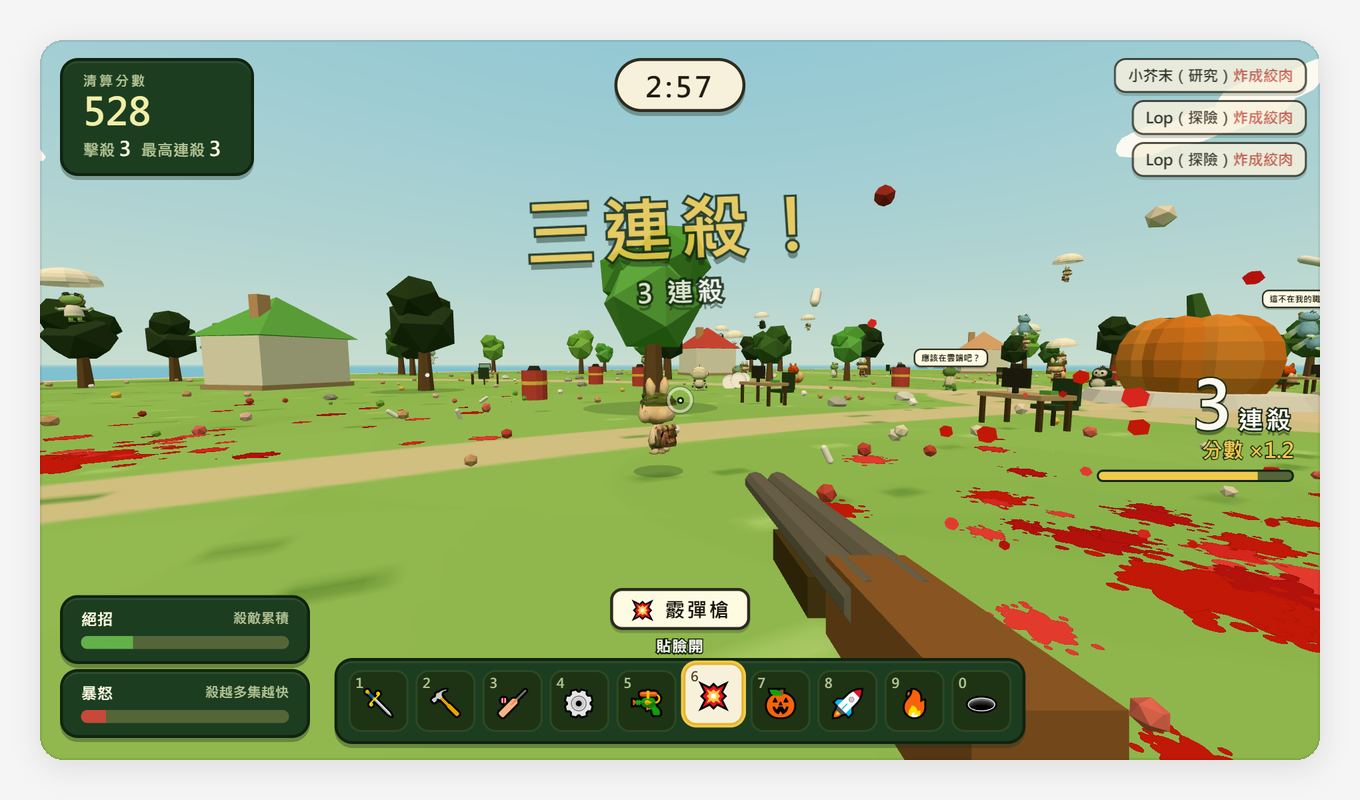 清算分數
528
擊殺 3 最高連殺 3
2:57
小芥末（研究）炸成絞肉
Lop（探險）炸成絞肉
Lop（探險）炸成絞肉
三連殺！
3 連殺
這不在我的職
應該在雲端吧？
3 連殺
分數 ×1.2
絕招 殺敵累積
暴怒 殺越多集越快
霰彈槍
貼臉開
1 2 3 4 5 6 7 8 9 0